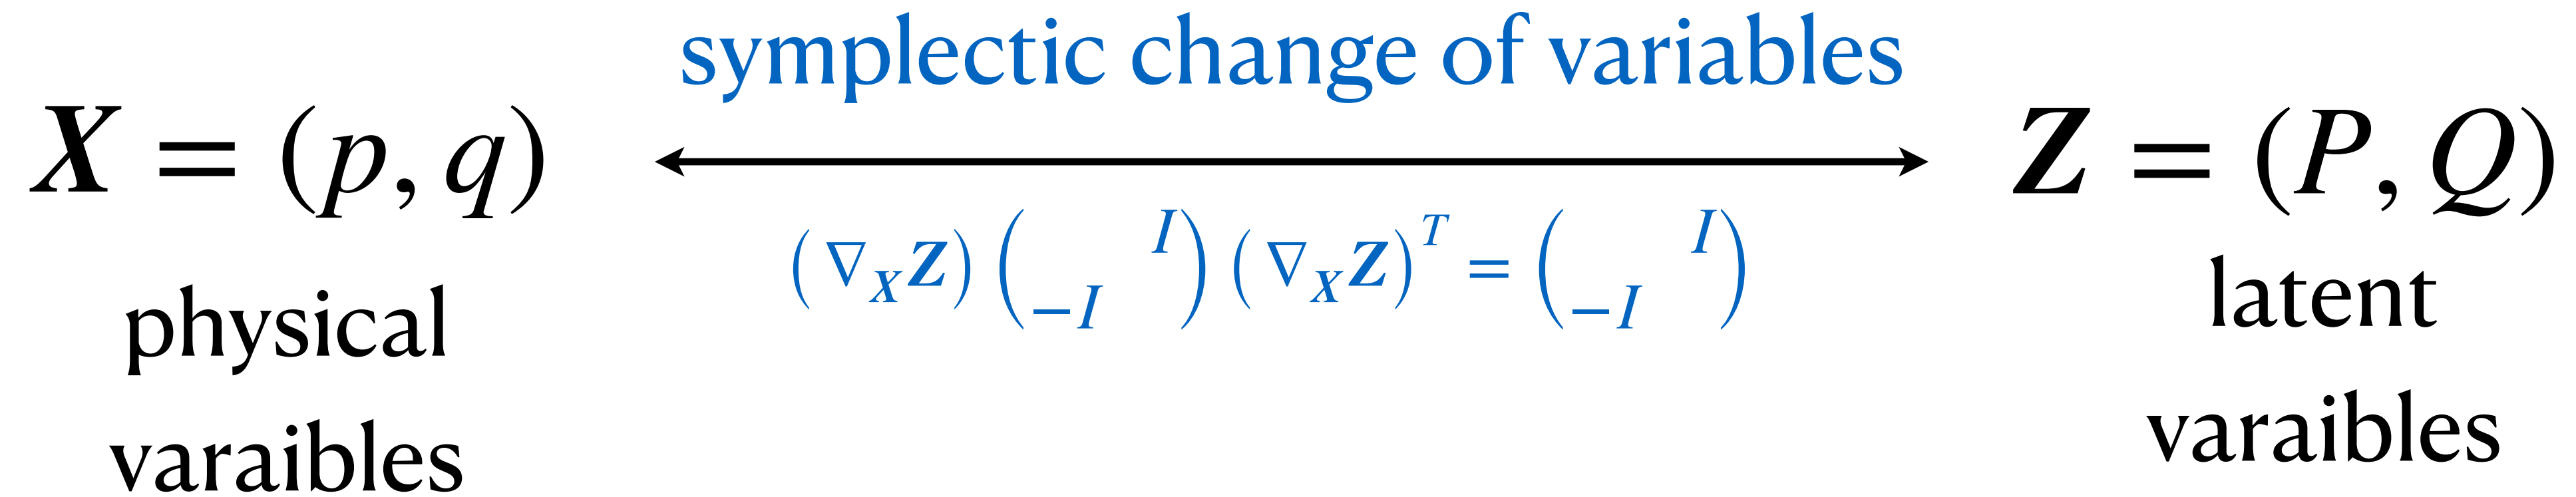 symplectic change of variables
X = (p, q)
Z = (P, Q)
(∇_X Z) ( I −I ) (∇_X Z)^T = ( I −I )
physical
varaibles
latent
varaibles